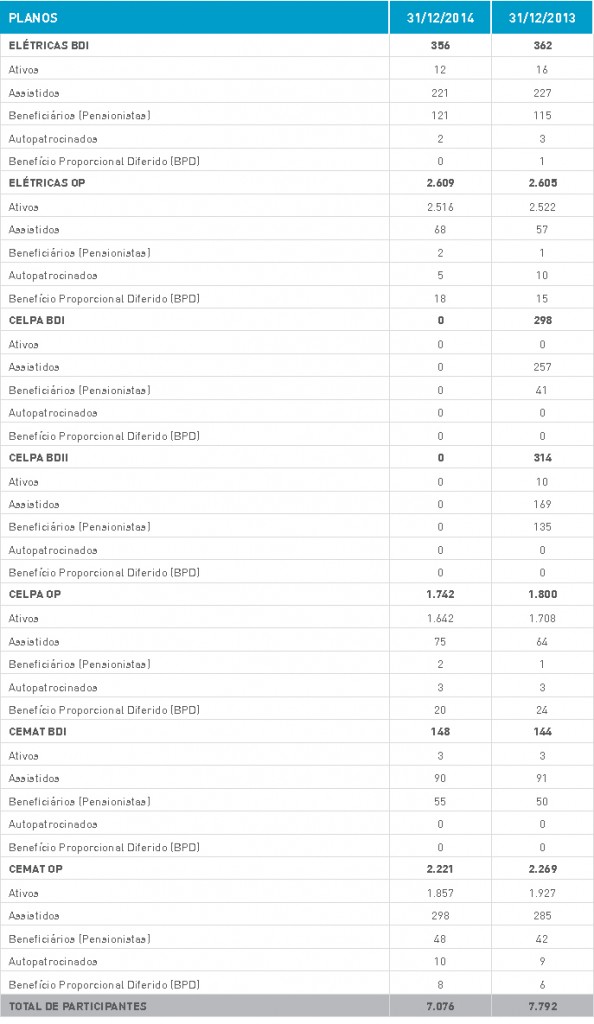 PLANOS 31/12/2014 31/12/2013
ELÉTRICAS BDI 356 362
Ativos 12 16
Assistidos 221 227
Beneficiários (Pensionistas) 121 115
Autopatrocinados 2 3
Benefício Proporcional Diferido (BPD) 0 1
ELÉTRICAS OP 2.609 2.605
Ativos 2.516 2.522
Assistidos 68 57
Beneficiários (Pensionistas) 2 1
Autopatrocinados 5 10
Benefício Proporcional Diferido (BPD) 18 15
CELPA BDI 0 298
Ativos 0 0
Assistidos 0 257
Beneficiários (Pensionistas) 0 41
Autopatrocinados 0 0
Benefício Proporcional Diferido (BPD) 0 0
CELPA BDII 0 314
Ativos 0 10
Assistidos 0 169
Beneficiários (Pensionistas) 0 135
Autopatrocinados 0 0
Benefício Proporcional Diferido (BPD) 0 0
CELPA OP 1.742 1.800
Ativos 1.642 1.708
Assistidos 75 64
Beneficiários (Pensionistas) 2 1
Autopatrocinados 3 3
Benefício Proporcional Diferido (BPD) 20 24
CEMAT BDI 148 144
Ativos 3 3
Assistidos 90 91
Beneficiários (Pensionistas) 55 50
Autopatrocinados 0 0
Benefício Proporcional Diferido (BPD) 0 0
CEMAT OP 2.221 2.269
Ativos 1.857 1.927
Assistidos 298 285
Beneficiários (Pensionistas) 48 42
Autopatrocinados 10 9
Benefício Proporcional Diferido (BPD) 8 6
TOTAL DE PARTICIPANTES 7.076 7.792